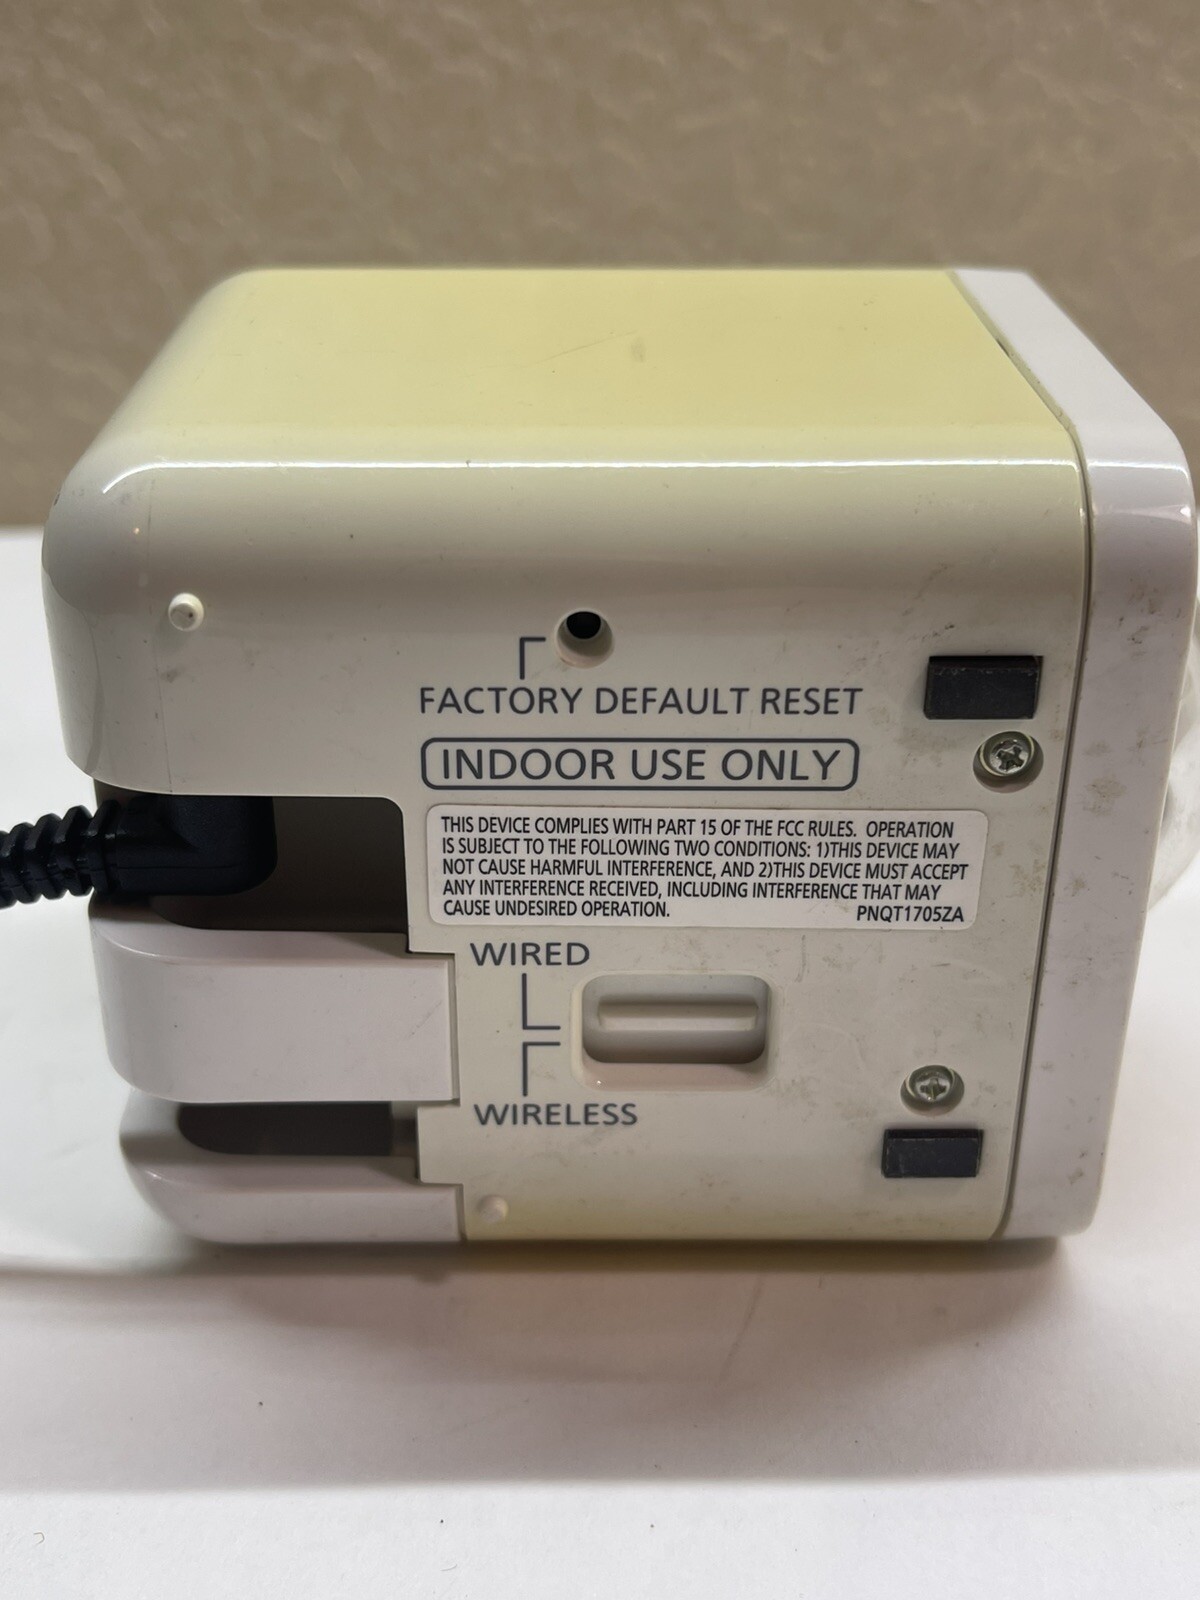 FACTORY DEFAULT RESET
INDOOR USE ONLY
THIS DEVICE COMPLIES WITH PART 15 OF THE FCC RULES. OPERATION
IS SUBJECT TO THE FOLLOWING TWO CONDITIONS: 1)THIS DEVICE MAY
NOT CAUSE HARMFUL INTERFERENCE, AND 2)THIS DEVICE MUST ACCEPT
ANY INTERFERENCE RECEIVED, INCLUDING INTERFERENCE THAT MAY
CAUSE UNDESIRED OPERATION. PNQT1705ZA
WIRED
WIRELESS